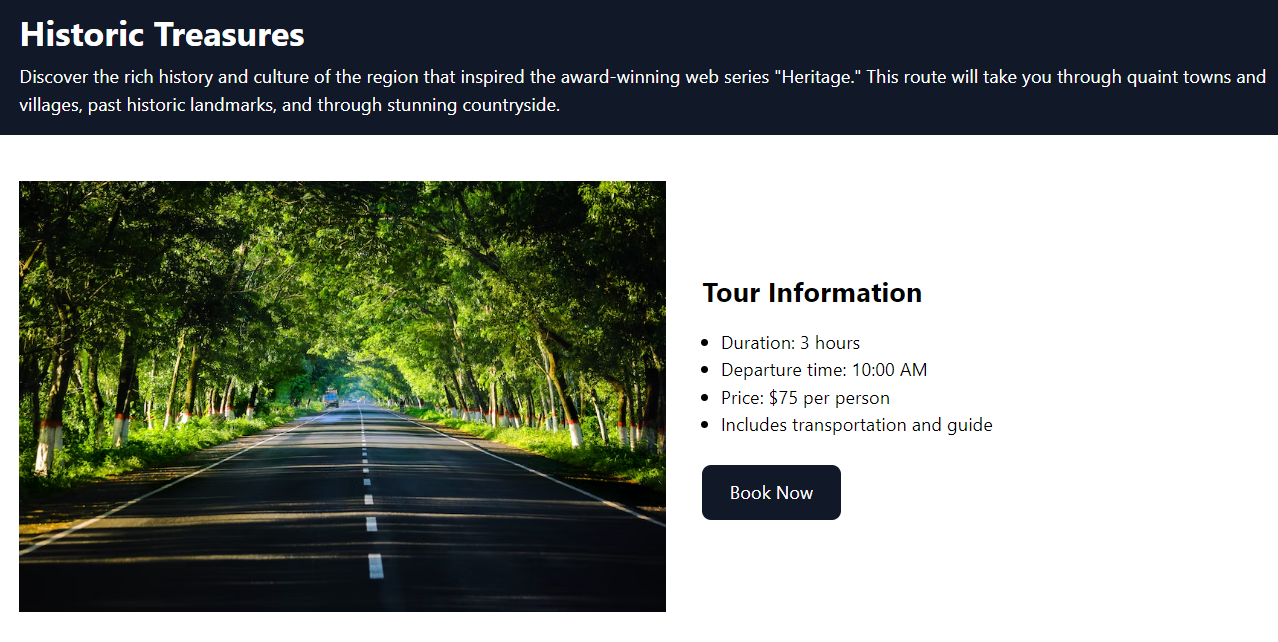 Historic Treasures
Discover the rich history and culture of the region that inspired the award-winning web series "Heritage." This route will take you through quaint towns and
villages, past historic landmarks, and through stunning countryside.
Tour Information
Duration: 3 hours
Departure time: 10:00 AM
Price: $75 per person
Includes transportation and guide
Book Now